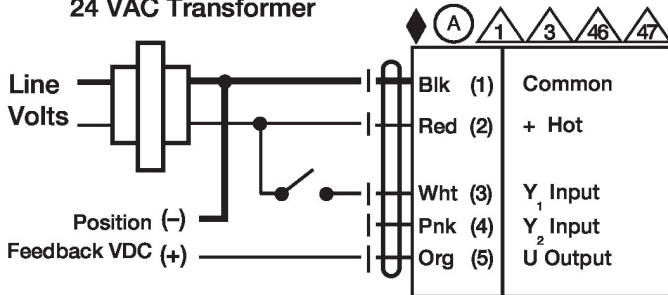 24 VAC Transformer
A 1 3 46 47
Line
Volts
Blk (1) Common
Red (2) + Hot
Wht (3) Y1 Input
Position (–)
Pnk (4) Y2 Input
Feedback VDC (+)
Org (5) U Output